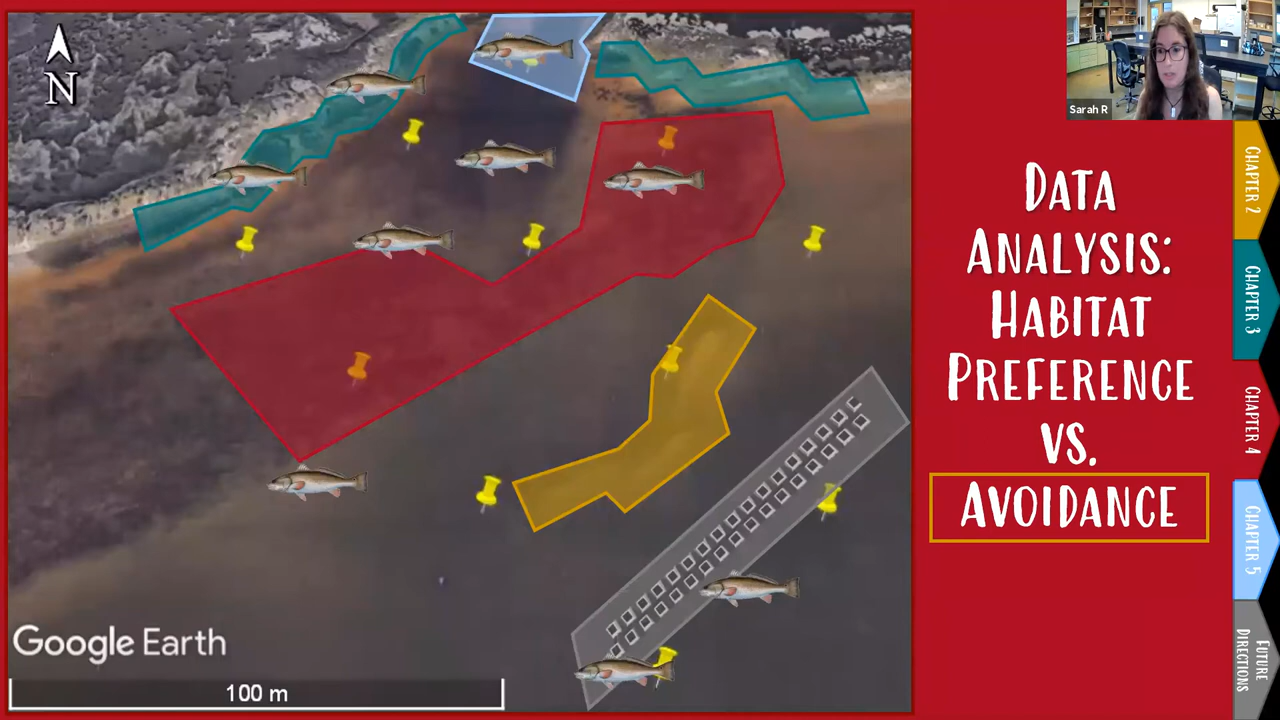 N
Google Earth
100 m
Sarah R
DATA
ANALYSIS:
HABITAT
PREFERENCE
VS.
AVOIDANCE
CHAPTER 2
CHAPTER 3
CHAPTER 4
CHAPTER 5
FUTURE
DIRECTIONS